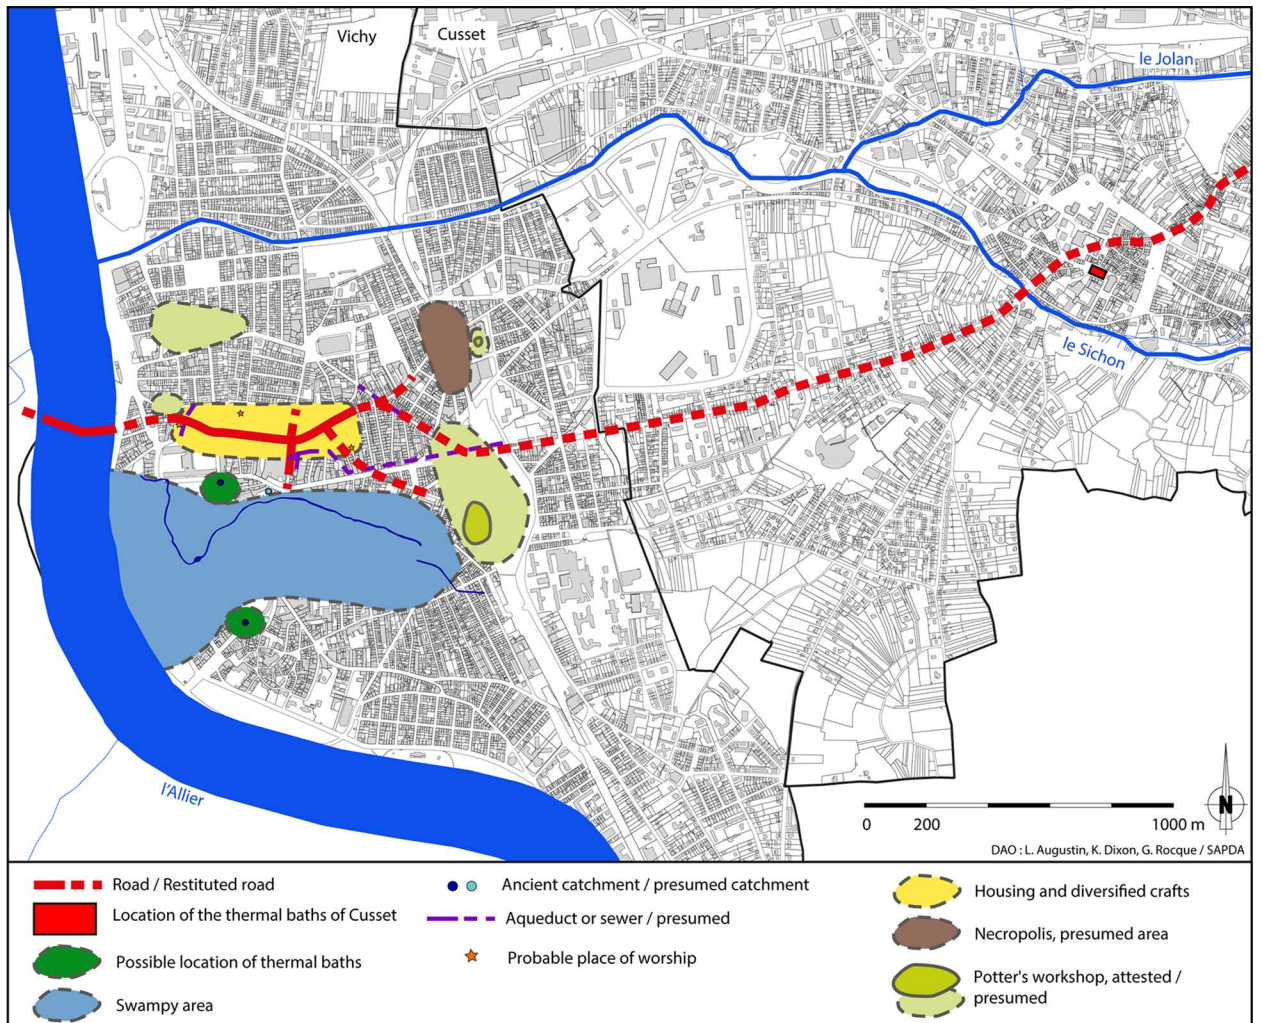 Vichy
Cusset
le Jolan
le Sichon
l'Allier
N
0 200 1000 m
DAO : L. Augustin, K. Dixon, G. Rocque / SAPDA
Road / Restituted road
Location of the thermal baths of Cusset
Possible location of thermal baths
Swampy area
Ancient catchment / presumed catchment
Aqueduct or sewer / presumed
Probable place of worship
Housing and diversified crafts
Necropolis, presumed area
Potter's workshop, attested /
presumed